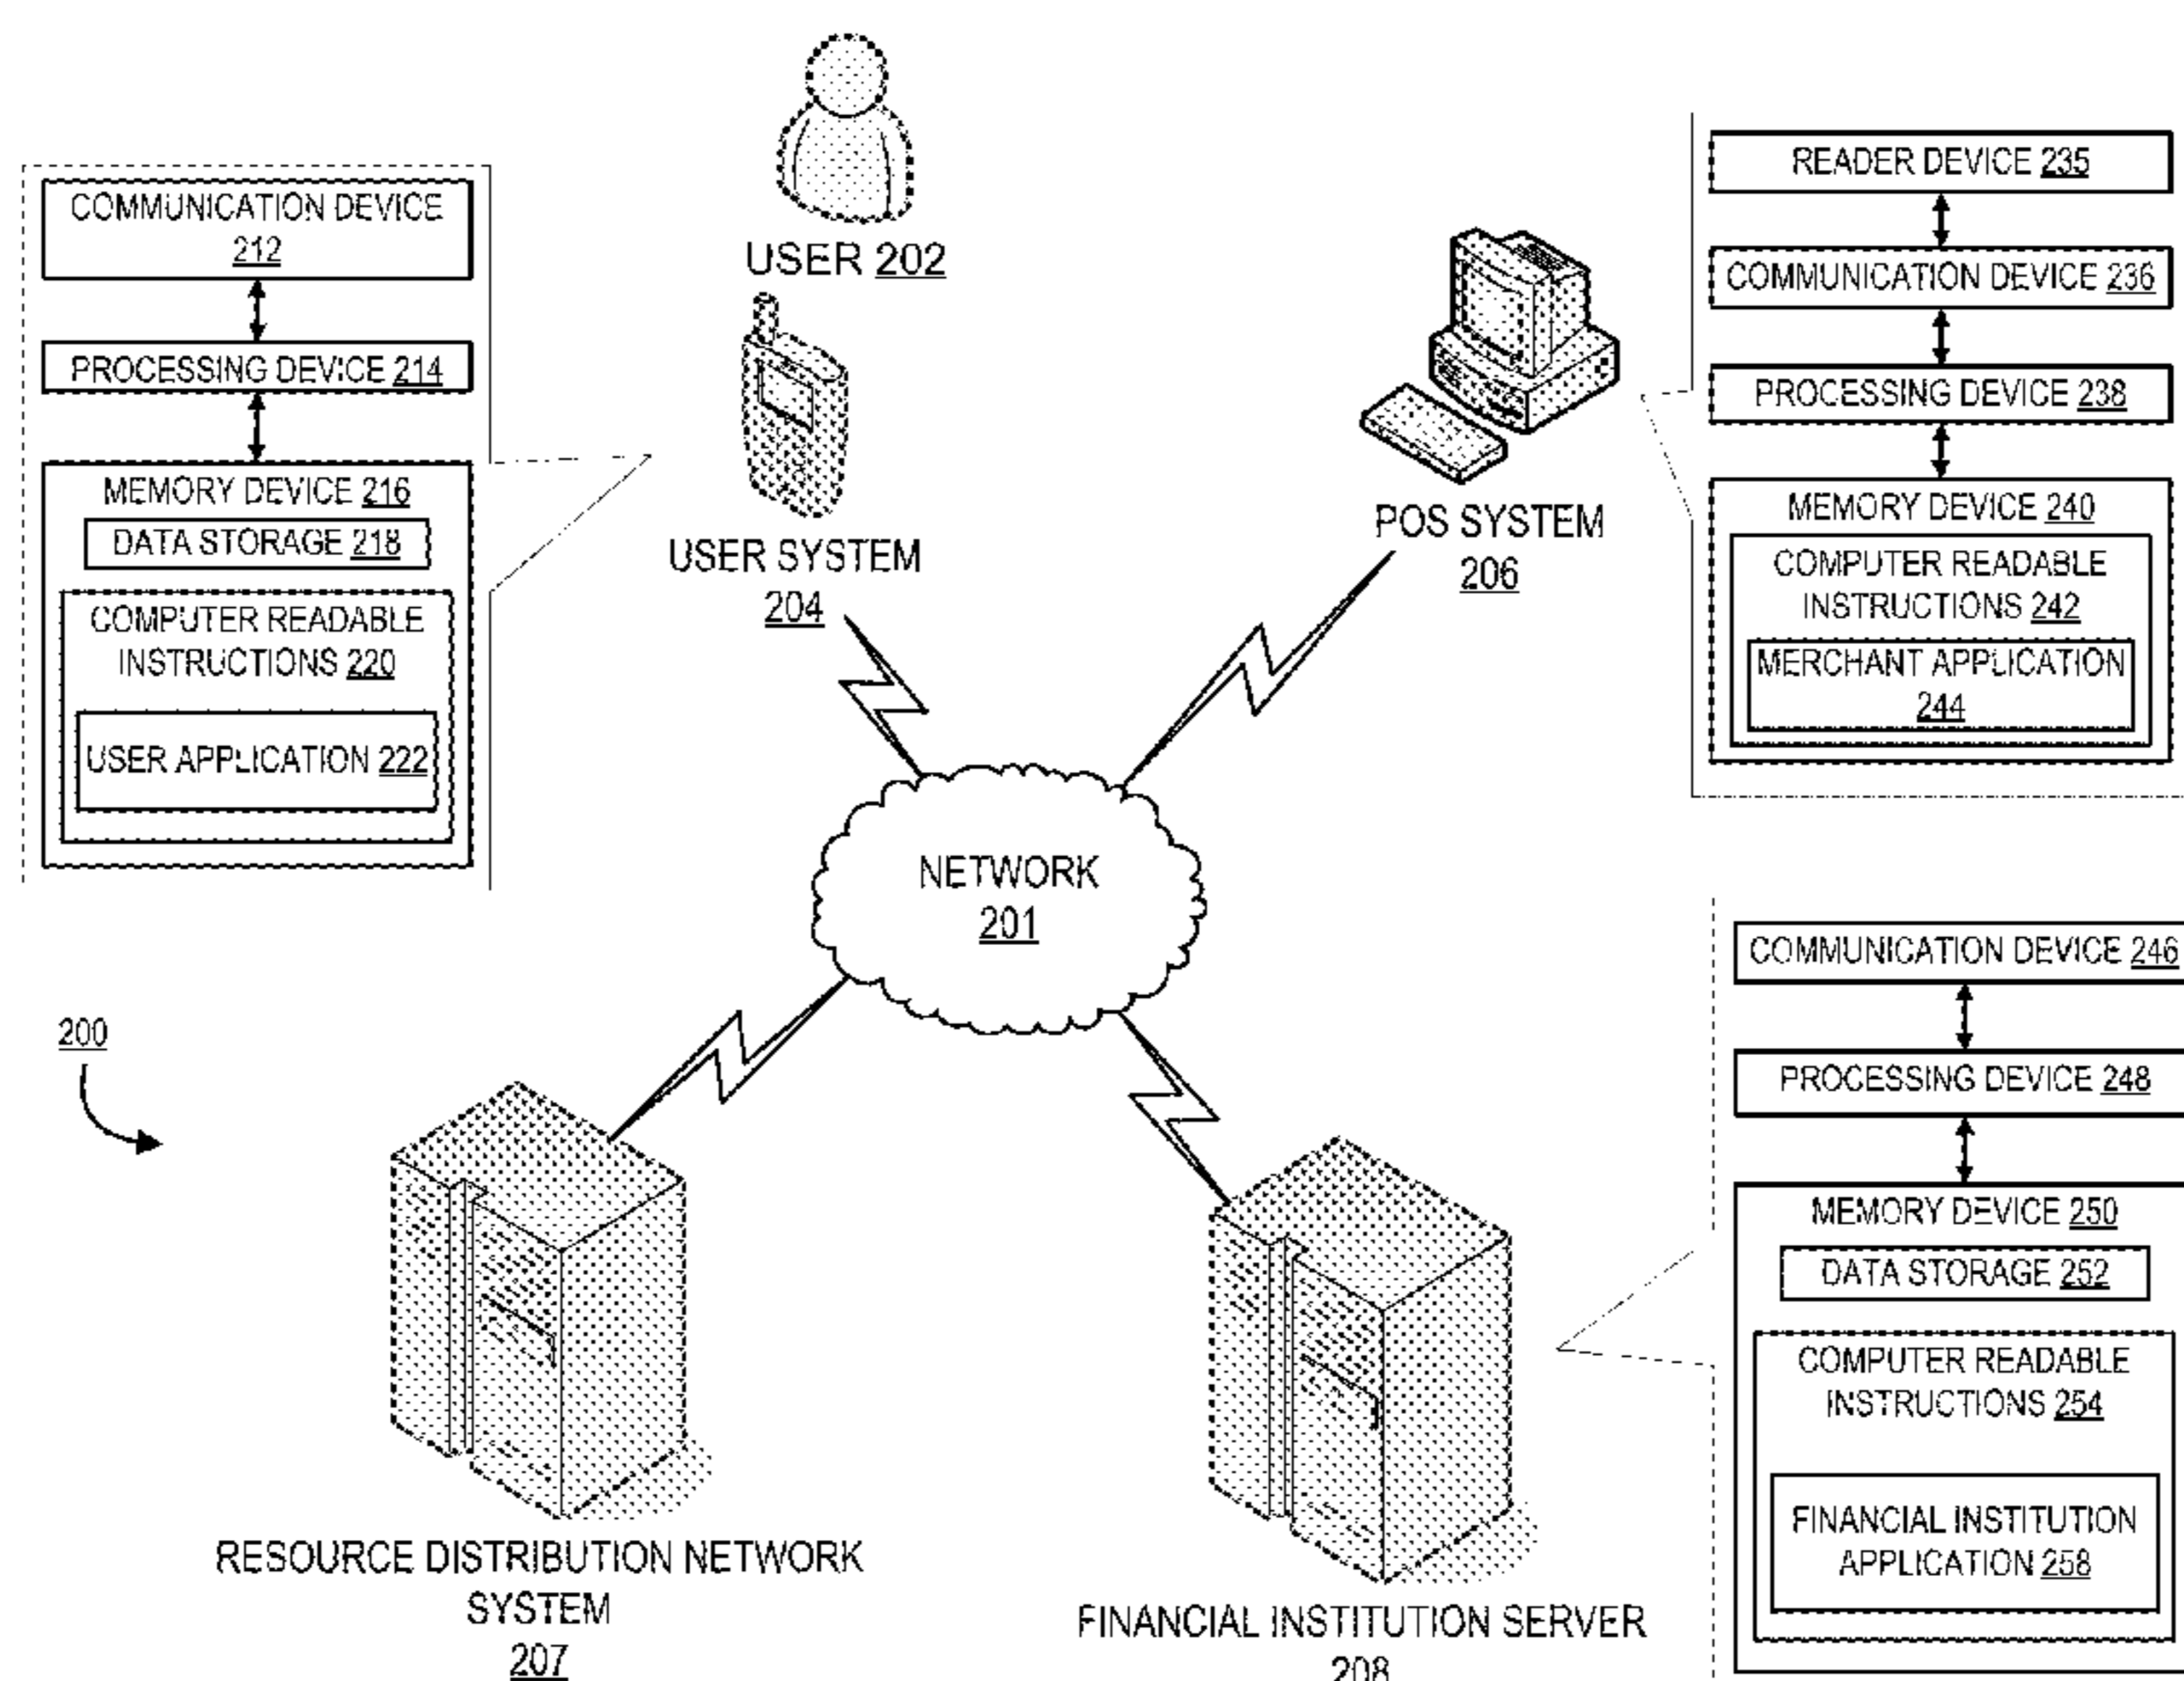 USER 202
COMMUNICATION DEVICE
212
PROCESSING DEVICE 214
MEMORY DEVICE 216
DATA STORAGE 218
COMPUTER READABLE
INSTRUCTIONS 220
USER APPLICATION 222
USER SYSTEM
204
POS SYSTEM
206
READER DEVICE 235
COMMUNICATION DEVICE 236
PROCESSING DEVICE 238
MEMORY DEVICE 240
COMPUTER READABLE
INSTRUCTIONS 242
MERCHANT APPLICATION
244
NETWORK
201
200
COMMUNICATION DEVICE 246
PROCESSING DEVICE 248
MEMORY DEVICE 250
DATA STORAGE 252
COMPUTER READABLE
INSTRUCTIONS 254
FINANCIAL INSTITUTION
APPLICATION 258
RESOURCE DISTRIBUTION NETWORK
SYSTEM
207
FINANCIAL INSTITUTION SERVER
208